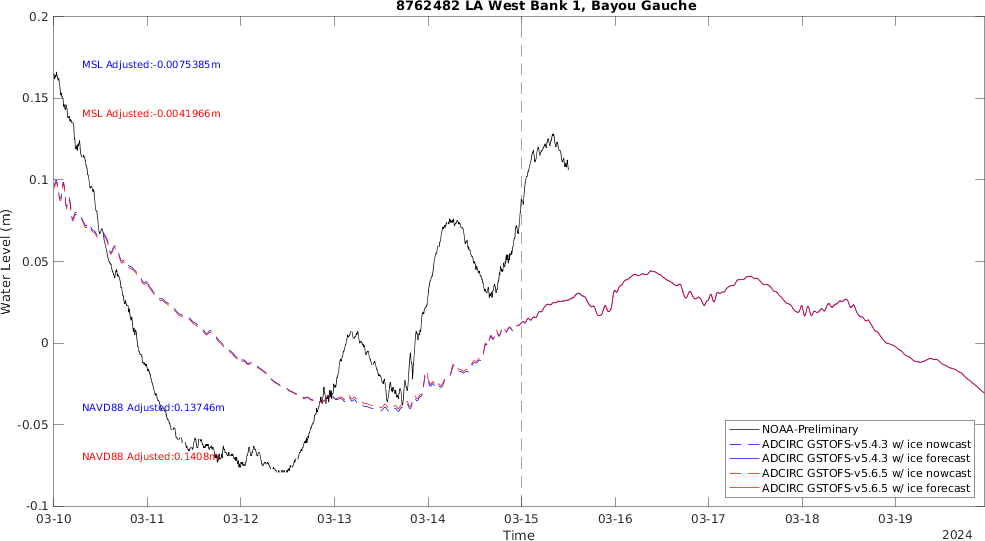 8762482 LA West Bank 1, Bayou Gauche
0.2
0.15
0.1
0.05
0
-0.05
-0.1
Water Level (m)
MSL Adjusted:-0.0075385m
MSL Adjusted:-0.0041966m
NAVD88 Adjusted:0.13746m
NAVD88 Adjusted:0.1408m
NOAA-Preliminary
ADCIRC GSTOFS-v5.4.3 w/ ice nowcast
ADCIRC GSTOFS-v5.4.3 w/ ice forecast
ADCIRC GSTOFS-v5.6.5 w/ ice nowcast
ADCIRC GSTOFS-v5.6.5 w/ ice forecast
03-10 03-11 03-12 03-13 03-14 03-15 03-16 03-17 03-18 03-19
Time
2024